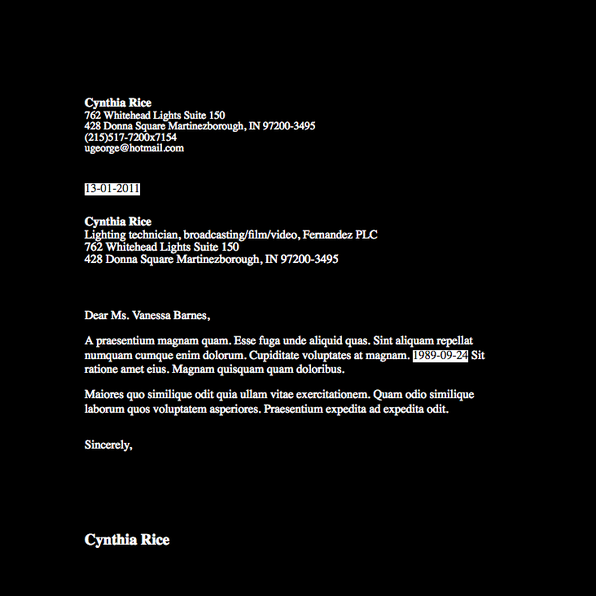 Cynthia Rice
762 Whitehead Lights Suite 150
428 Donna Square Martinezborough, IN 97200-3495
(215)517-7200x7154
ugeorge@hotmail.com
13-01-2011
Cynthia Rice
Lighting technician, broadcasting/film/video, Fernandez PLC
762 Whitehead Lights Suite 150
428 Donna Square Martinezborough, IN 97200-3495
Dear Ms. Vanessa Barnes,
A praesentium magnam quam. Esse fuga unde aliquid quas. Sint aliquam repellat
numquam cumque enim dolorum. Cupiditate voluptates at magnam. 1989-09-24 Sit
ratione amet eius. Magnam quisquam quam doloribus.
Maiores quo similique odit quia ullam vitae exercitationem. Quam odio similique
laborum quos voluptatem asperiores. Praesentium expedita ad expedita odit.
Sincerely,
Cynthia Rice